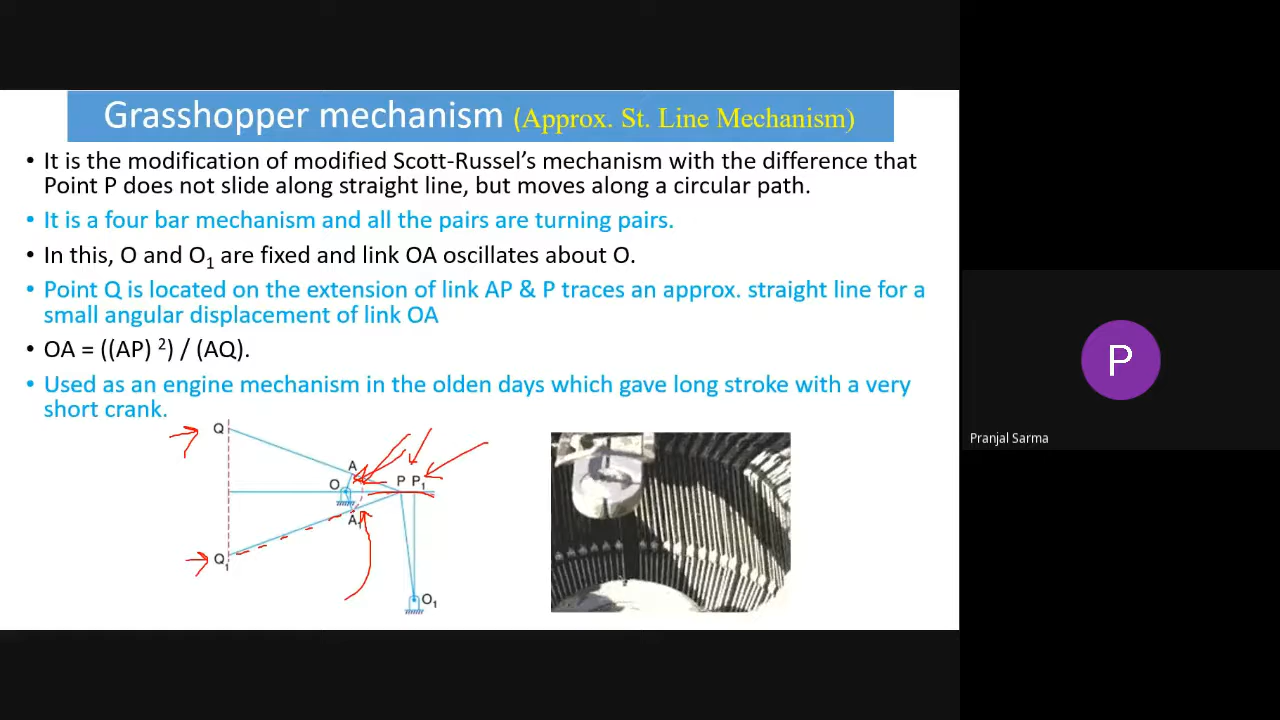 Grasshopper mechanism (Approx. St. Line Mechanism)
• It is the modification of modified Scott-Russel’s mechanism with the difference that
Point P does not slide along straight line, but moves along a circular path.
• It is a four bar mechanism and all the pairs are turning pairs.
• In this, O and O1 are fixed and link OA oscillates about O.
• Point Q is located on the extension of link AP & P traces an approx. straight line for a
small angular displacement of link OA
• OA = ((AP) 2) / (AQ).
• Used as an engine mechanism in the olden days which gave long stroke with a very
short crank.
Q
A
O
P P1
A1
Q1
O1
P
Pranjal Sarma